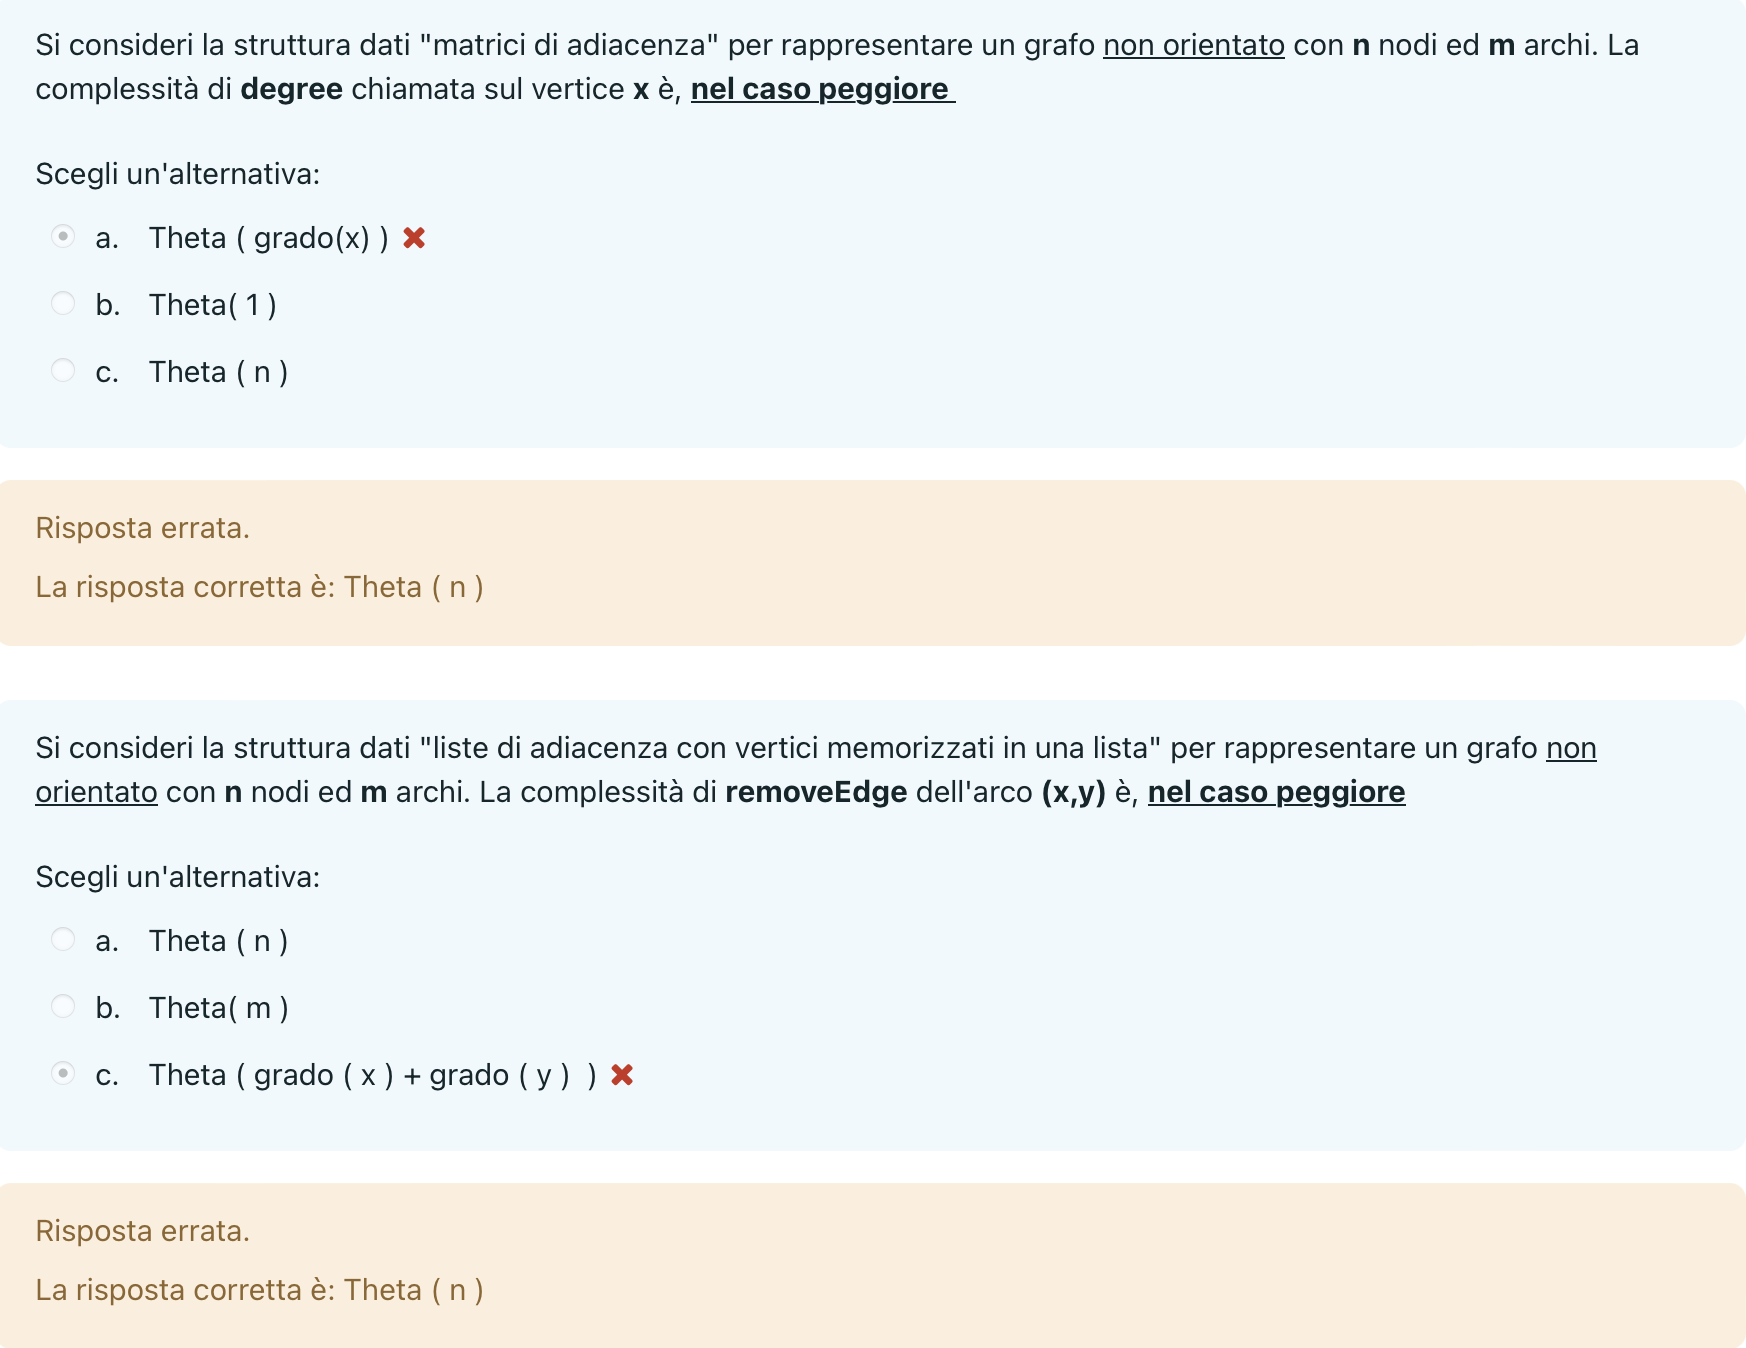 Si consideri la struttura dati "matrici di adiacenza" per rappresentare un grafo non orientato con n nodi ed m archi. La
complessità di degree chiamata sul vertice x è, nel caso peggiore
Scegli un'alternativa:
a. Theta ( grado(x) )
b. Theta( 1 )
c. Theta ( n )
Risposta errata.
La risposta corretta è: Theta ( n )
Si consideri la struttura dati "liste di adiacenza con vertici memorizzati in una lista" per rappresentare un grafo non
orientato con n nodi ed m archi. La complessità di removeEdge dell'arco (x,y) è, nel caso peggiore
Scegli un'alternativa:
a. Theta ( n )
b. Theta( m )
c. Theta ( grado ( x ) + grado ( y )  )
Risposta errata.
La risposta corretta è: Theta ( n )